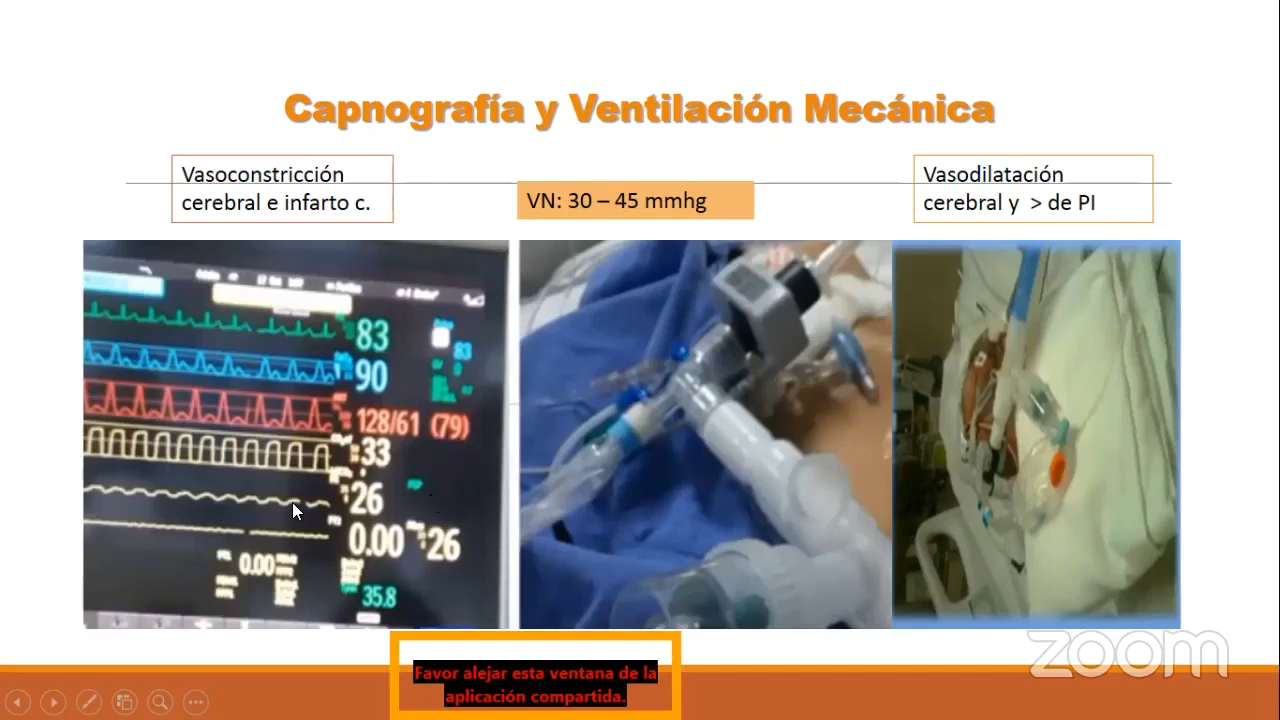 Capnografía y Ventilación Mecánica
Vasoconstricción
cerebral e infarto c.
VN: 30 – 45 mmhg
Vasodilatación
cerebral y > de PI
83
83
90
128/61 (79)
33
26
0.00
26
0.00
35.8
zoom
Favor alejar esta ventana de la
aplicación compartida.